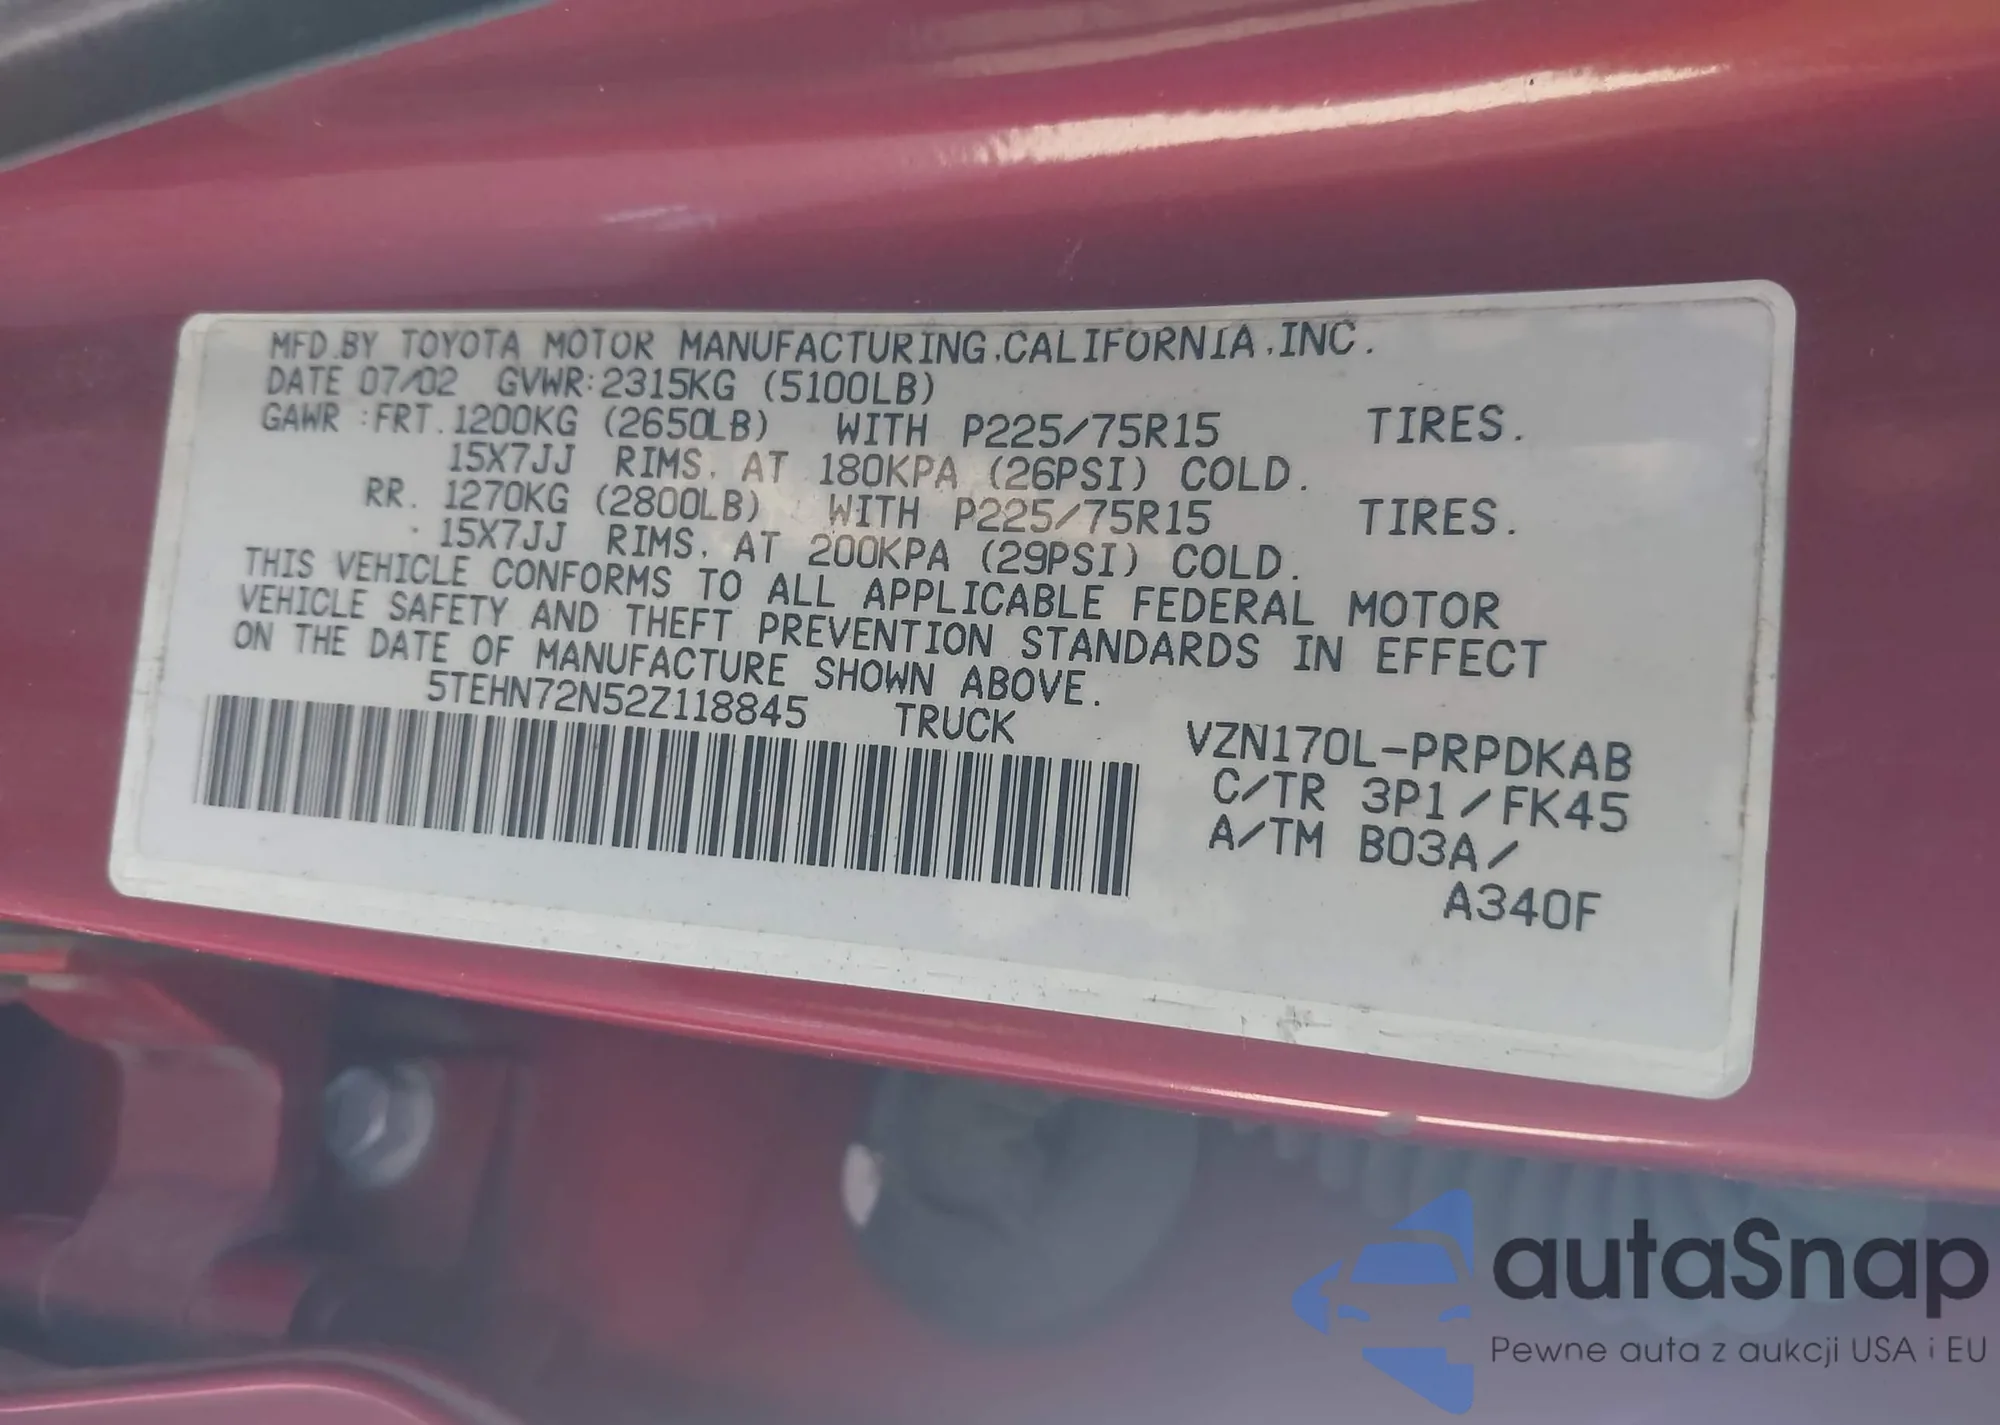 MFD.BY TOYOTA MOTOR MANUFACTURING,CALIFORNIA,INC.
DATE 07/02 GVWR:2315KG (5100LB)
GAWR :FRT.1200KG (2650LB) WITH P225/75R15 TIRES.
15X7JJ RIMS, AT 180KPA (26PSI) COLD.
RR. 1270KG (2800LB) WITH P225/75R15 TIRES.
15X7JJ RIMS, AT 200KPA (29PSI) COLD.
THIS VEHICLE CONFORMS TO ALL APPLICABLE FEDERAL MOTOR
VEHICLE SAFETY AND THEFT PREVENTION STANDARDS IN EFFECT
ON THE DATE OF MANUFACTURE SHOWN ABOVE.
5TEHN72N52Z118845 TRUCK VZN170L-PRPDKAB
C/TR 3P1/FK45
A/TM B03A/
A340F
autaSnap
Pewne auta z aukcji USA i EU